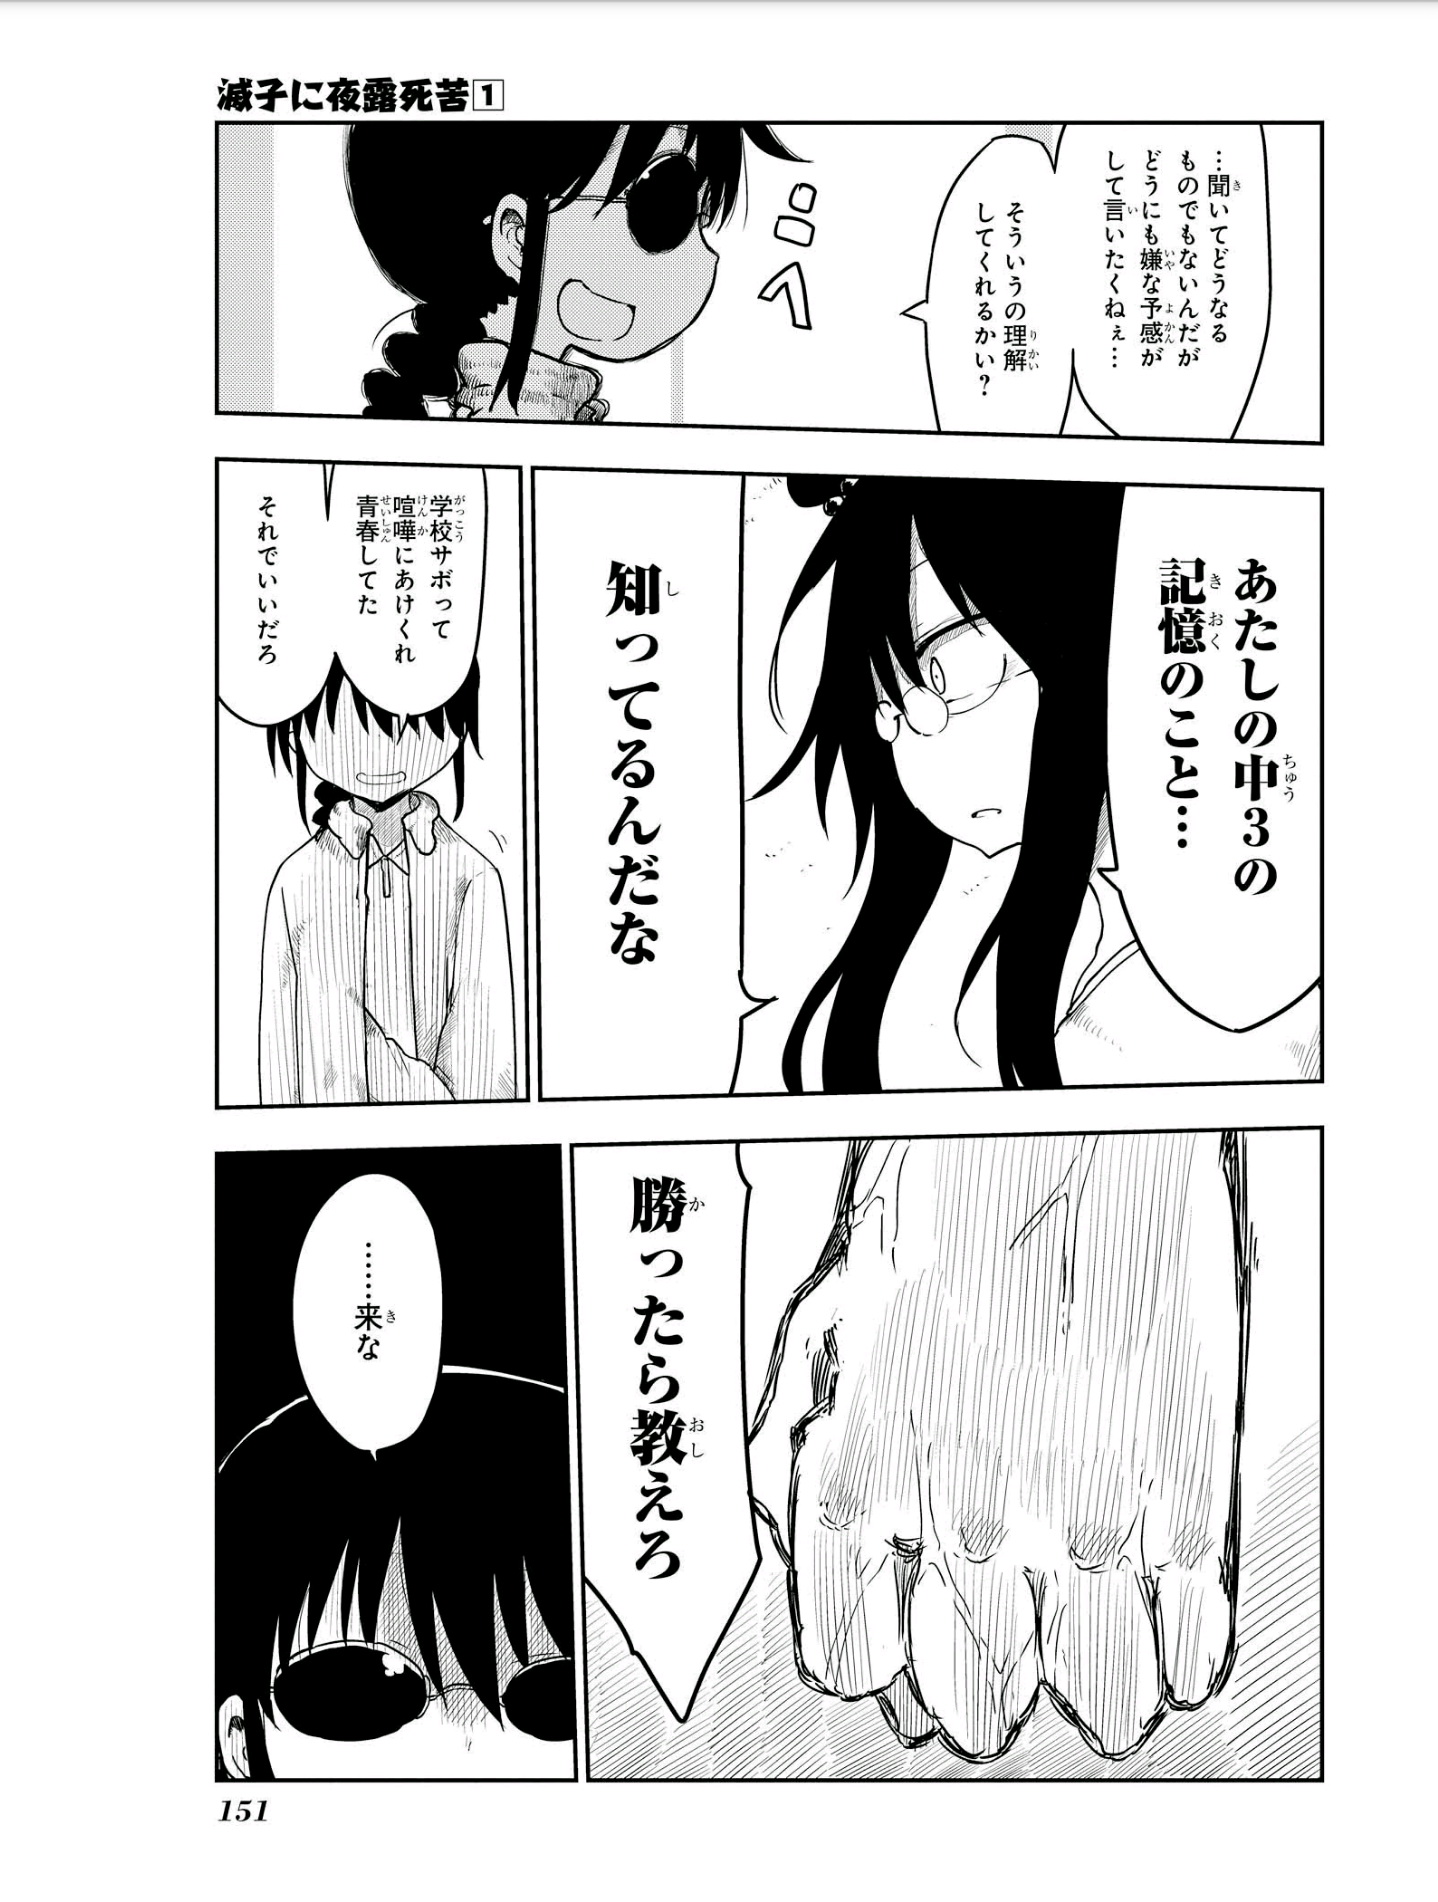 滅子に夜露死苦 1
…聞いてどうなる
ものでもないんだが
どうにも嫌な予感が
して言いたくねぇ…
そういうの理解
してくれるかい?
ニヘ
あたしの中3の
記憶のこと…
知ってるんだな
学校サボって
喧嘩にあけくれ
青春してた
それでいいだろ
勝ったら教えろ
……来な
151